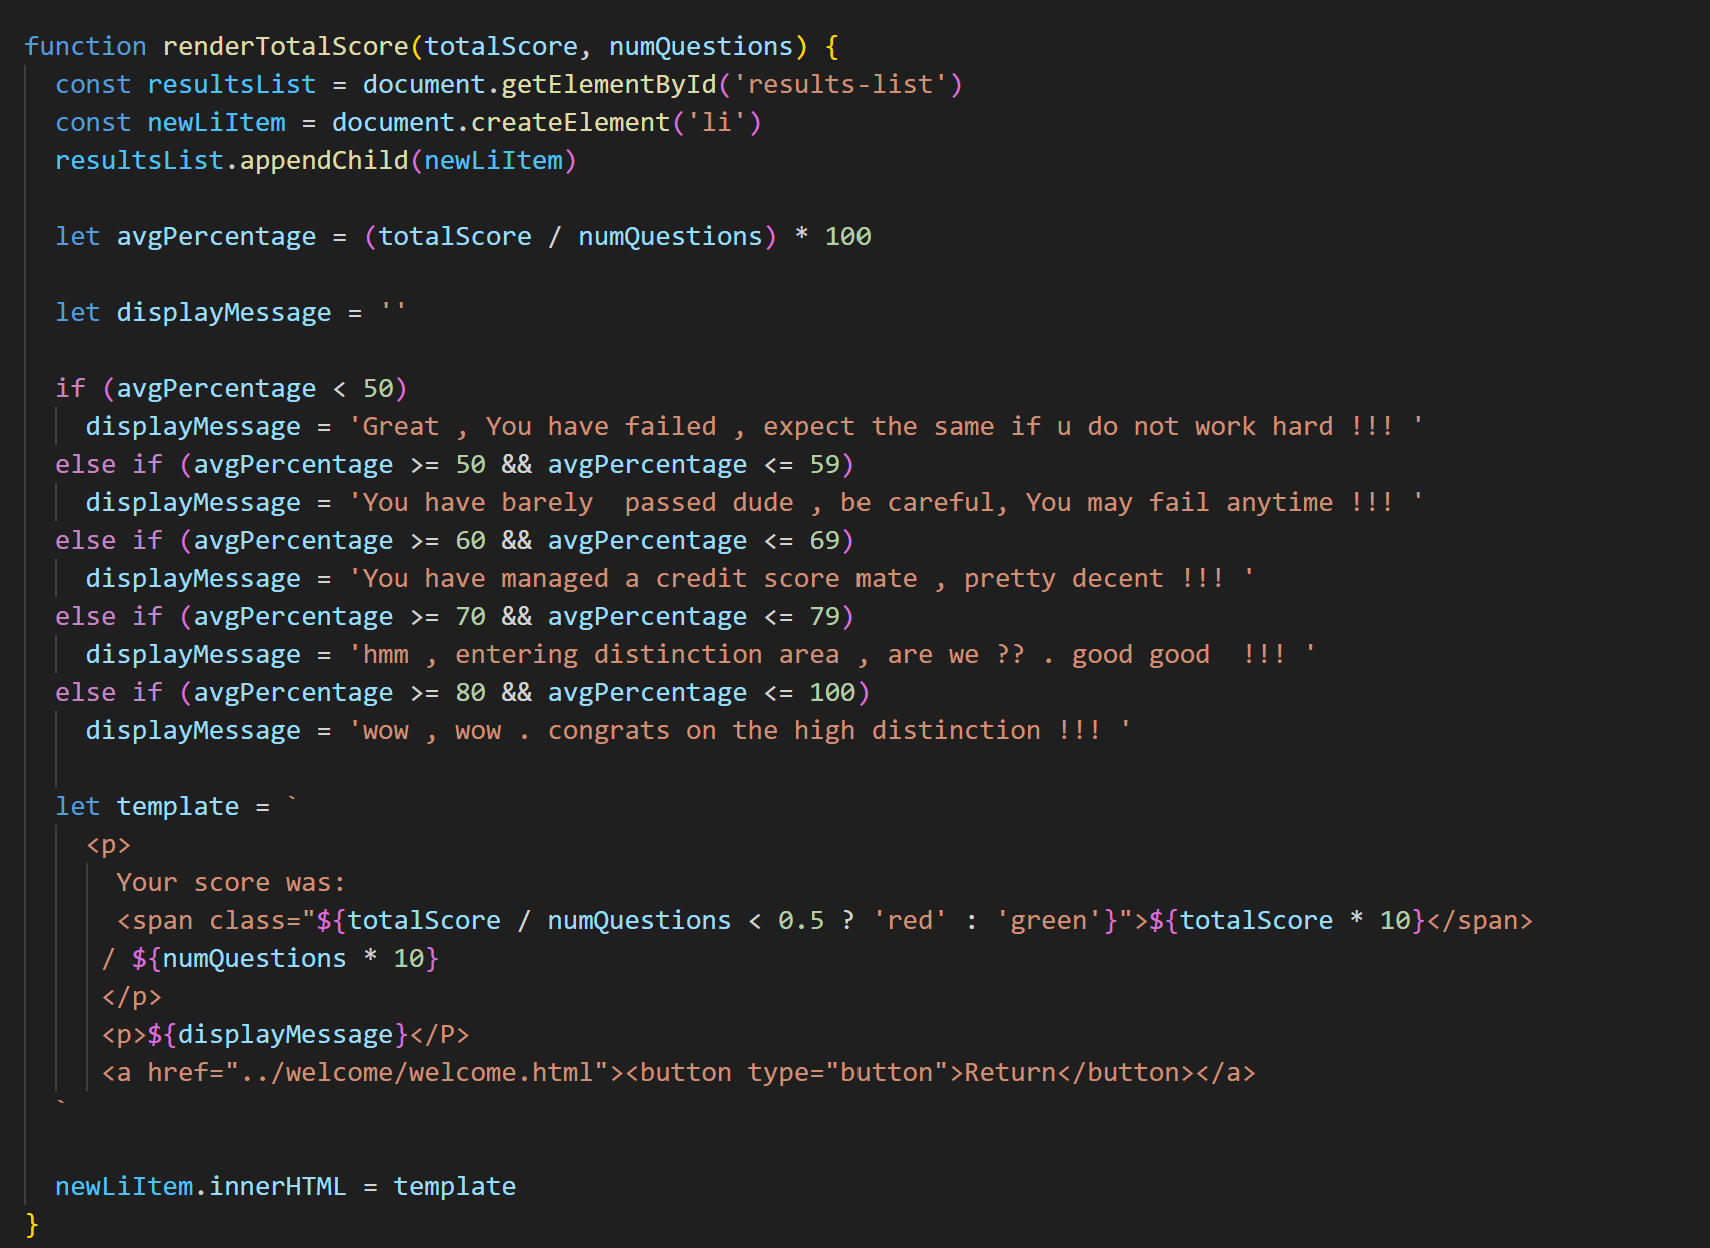 function renderTotalScore(totalScore, numQuestions) {
  const resultsList = document.getElementById('results-list')
  const newLiItem = document.createElement('li')
  resultsList.appendChild(newLiItem)

  let avgPercentage = (totalScore / numQuestions) * 100

  let displayMessage = ''

  if (avgPercentage < 50)
    displayMessage = 'Great , You have failed , expect the same if u do not work hard !!! '
  else if (avgPercentage >= 50 && avgPercentage <= 59)
    displayMessage = 'You have barely  passed dude , be careful, You may fail anytime !!! '
  else if (avgPercentage >= 60 && avgPercentage <= 69)
    displayMessage = 'You have managed a credit score mate , pretty decent !!! '
  else if (avgPercentage >= 70 && avgPercentage <= 79)
    displayMessage = 'hmm , entering distinction area , are we ?? . good good  !!! '
  else if (avgPercentage >= 80 && avgPercentage <= 100)
    displayMessage = 'wow , wow . congrats on the high distinction !!! '

  let template = `
    <p>
      Your score was:
      <span class="${totalScore / numQuestions < 0.5 ? 'red' : 'green'}">${totalScore * 10}</span>
     / ${numQuestions * 10}
     </p>
     <p>${displayMessage}</P>
     <a href="../welcome/welcome.html"><button type="button">Return</button></a>
  `

  newLiItem.innerHTML = template
}